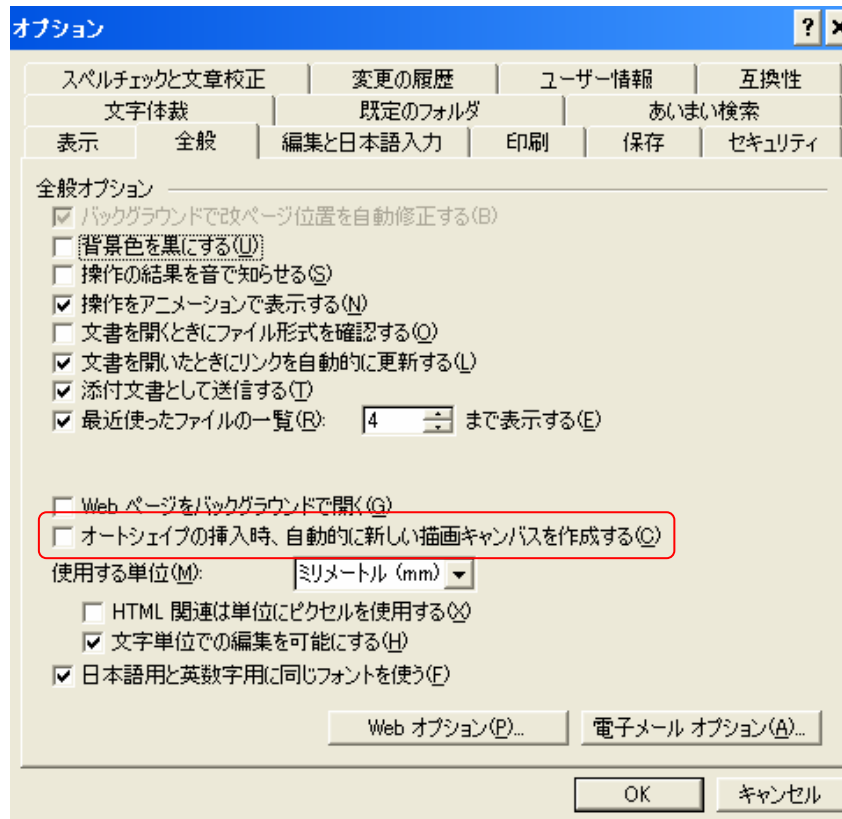 オプション
スペルチェックと文章校正 変更の履歴 ユーザー情報 互換性
文字体裁 既定のフォルダ あいまい検索
表示 全般 編集と日本語入力 印刷 保存 セキュリティ
全般オプション
バックグラウンドで改ページ位置を自動修正する(B)
背景色を黒にする(U)
操作の結果を音で知らせる(S)
操作をアニメーションで表示する(N)
文書を開くときにファイル形式を確認する(O)
文書を開いたときにリンクを自動的に更新する(L)
添付文書として送信する(T)
最近使ったファイルの一覧(R): 4 まで表示する(E)
Web ページをバックグラウンドで開く(G)
オートシェイプの挿入時、自動的に新しい描画キャンバスを作成する(C)
使用する単位(M): ミリメートル (mm)
HTML 関連は単位にピクセルを使用する(X)
文字単位での編集を可能にする(H)
日本語用と英数字用に同じフォントを使う(F)
Web オプション(P)... 電子メール オプション(A)...
OK キャンセル